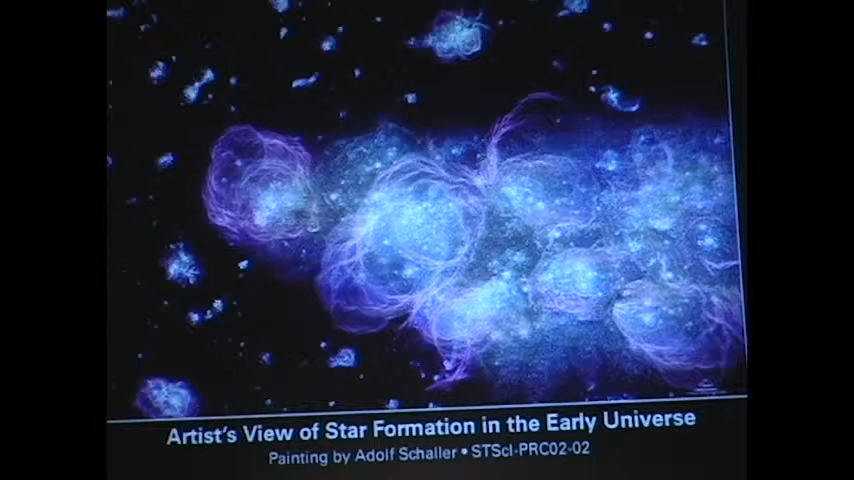 Artist's View of Star Formation in the Early Universe
Painting by Adolf Schaller • STScI-PRC02-02